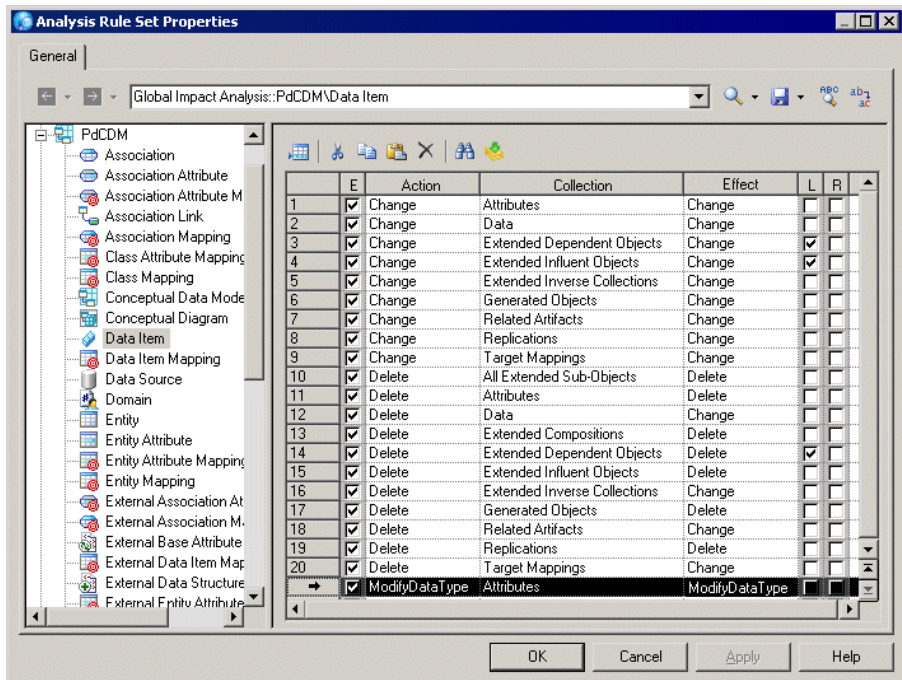 Analysis Rule Set Properties
General
Global Impact Analysis::PdCDM\Data Item
ABC
ab
ac
PdCDM
Association
Association Attribute
Association Attribute M
Association Link
Association Mapping
Class Attribute Mapping
Class Mapping
Conceptual Data Mode
Conceptual Diagram
Data Item
Data Item Mapping
Data Source
Domain
Entity
Entity Attribute
Entity Attribute Mapping
Entity Mapping
External Association At
External Association M
External Base Attribute
External Data Item Map
External Data Structure
External Entity Attribute
E Action Collection Effect L R
1 Change Attributes Change
2 Change Data Change
3 Change Extended Dependent Objects Change
4 Change Extended Influent Objects Change
5 Change Extended Inverse Collections Change
6 Change Generated Objects Change
7 Change Related Artifacts Change
8 Change Replications Change
9 Change Target Mappings Change
10 Delete All Extended Sub-Objects Delete
11 Delete Attributes Delete
12 Delete Data Change
13 Delete Extended Compositions Delete
14 Delete Extended Dependent Objects Delete
15 Delete Extended Influent Objects Delete
16 Delete Extended Inverse Collections Change
17 Delete Generated Objects Delete
18 Delete Related Artifacts Change
19 Delete Replications Delete
20 Delete Target Mappings Change
ModifyDataType Attributes ModifyDataType
OK Cancel Apply Help